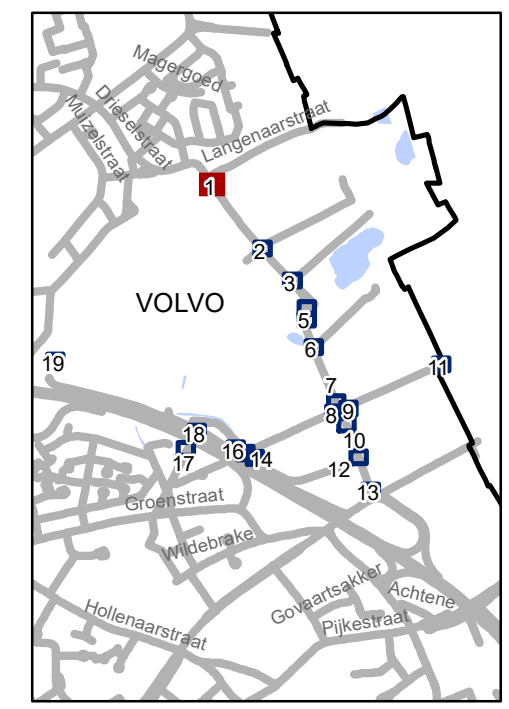 Magergoed
Drieselstraat
Muizelstraat
Langenaarstraat
1
2
3
VOLVO
5
6
19
11
7
8
9
18
10
16
14
17
12
13
Groenstraat
Wildebrake
Govaartsakker
Achtene
Hollenaarstraat
Pijkestraat